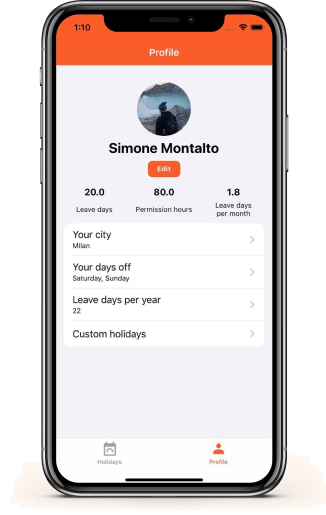 1:10
Profile
Simone Montalto
Edit
20.0
80.0
1.8
Leave days
Permission hours
Leave days
per month
Your city
Milan
Your days off
Saturday, Sunday
Leave days per year
22
Custom holidays
Holidays
Profile